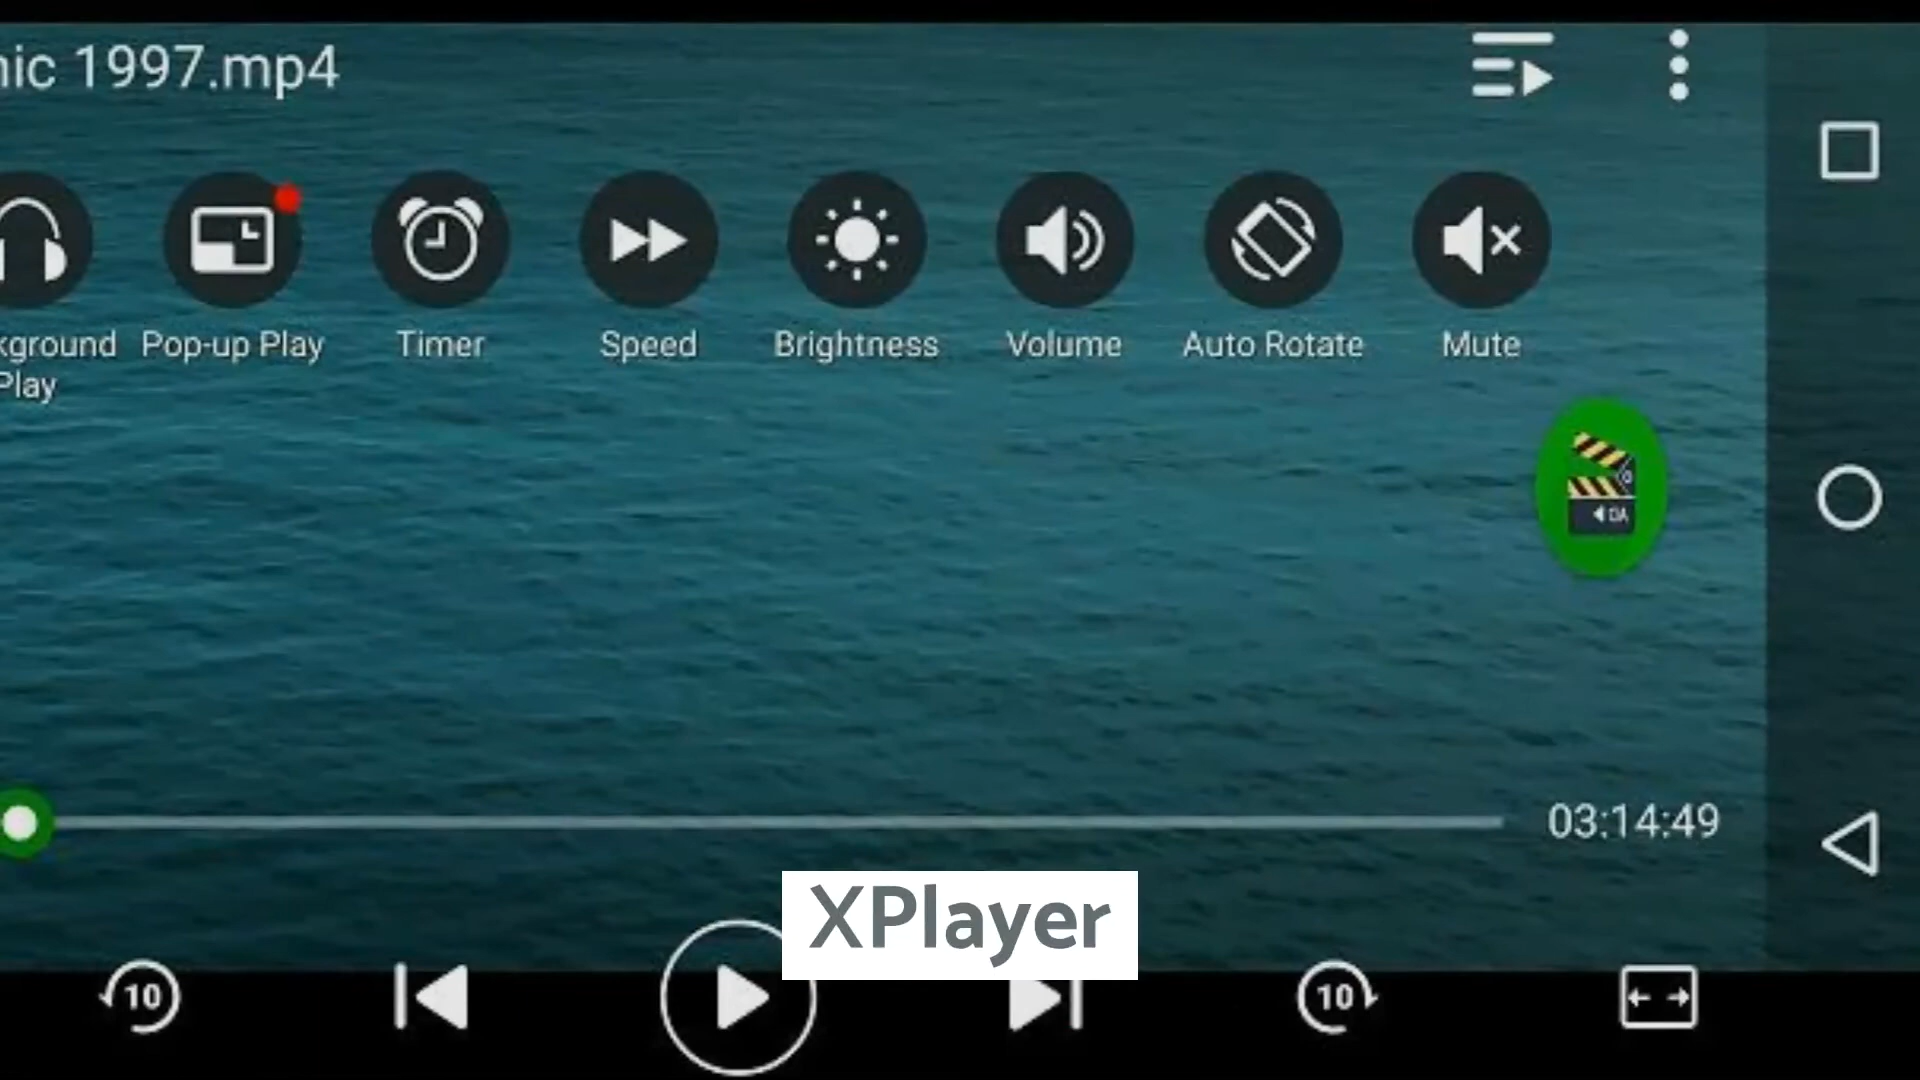 nic 1997.mp4
kground Play
Pop-up Play
Timer
Speed
Brightness
Volume
Auto Rotate
Mute
03:14:49
XPlayer
10
10